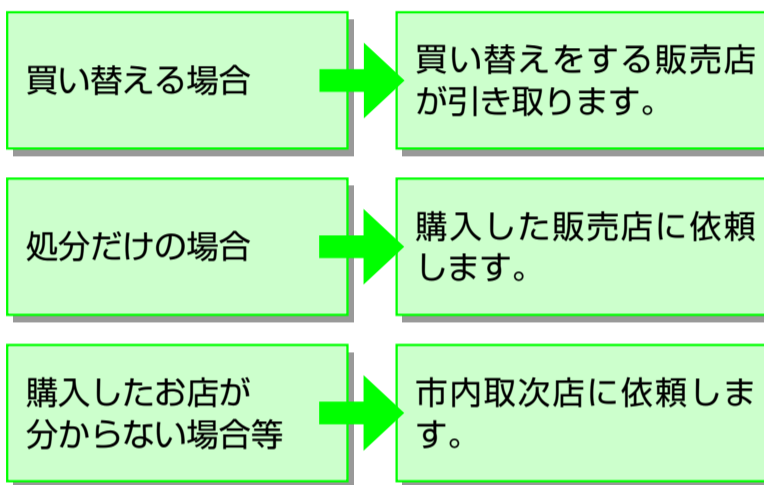 買い替える場合
買い替えをする販売店
が引き取ります。
処分だけの場合
購入した販売店に依頼
します。
購入したお店が
分からない場合等
市内取次店に依頼しま
す。